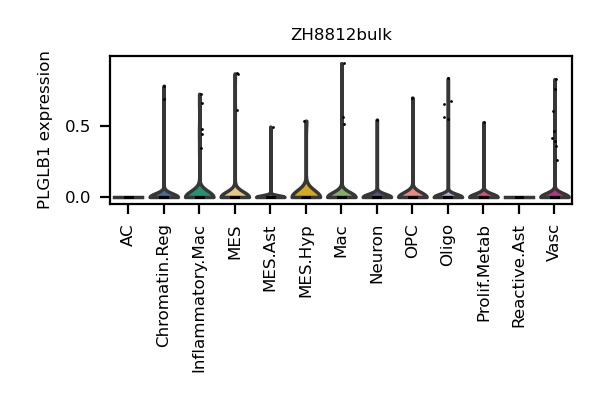 ZH8812bulk
PLGLB1 expression
0.5
0.0
AC
Chromatin.Reg
Inflammatory.Mac
MES
MES.Ast
MES.Hyp
Mac
Neuron
OPC
Oligo
Prolif.Metab
Reactive.Ast
Vasc